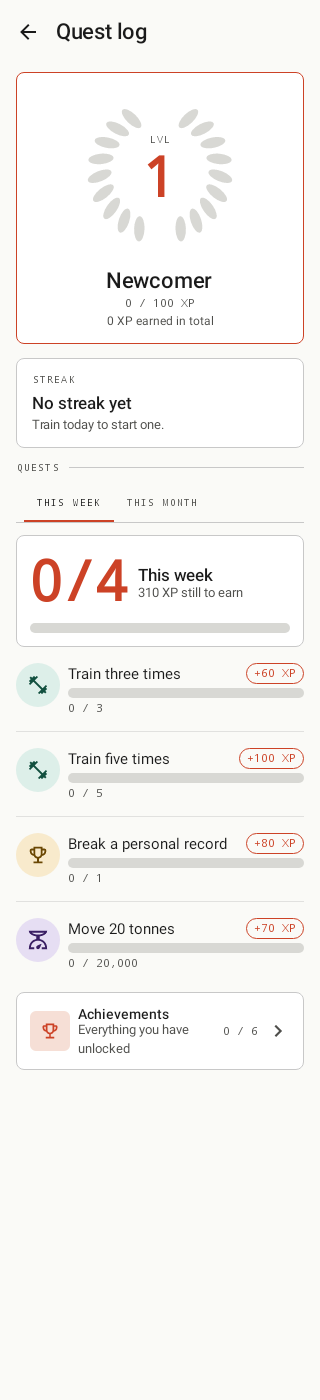 Quest log
LVL
1
Newcomer
0 / 100 XP
0 XP earned in total
STREAK
No streak yet
Train today to start one.
QUESTS
THIS WEEK THIS MONTH
0/4
This week
310 XP still to earn
Train three times +60 XP
0 / 3
Train five times +100 XP
0 / 5
Break a personal record +80 XP
0 / 1
Move 20 tonnes +70 XP
0 / 20,000
Achievements
Everything you have
unlocked
0 / 6